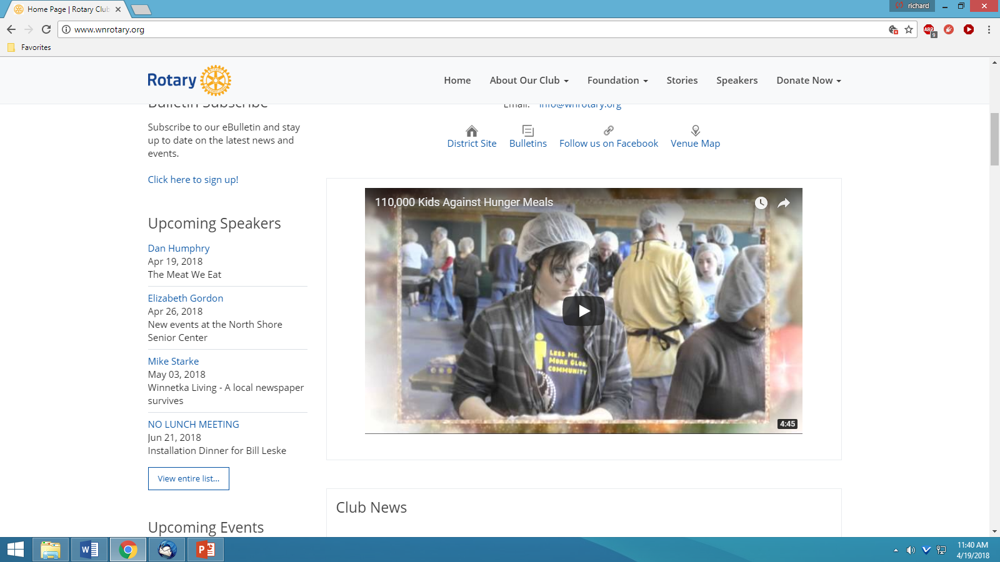 Home Page | Rotary Club
richard
www.wnrotary.org
ABP
9
Favorites
Rotary
Home
About Our Club
Foundation
Stories
Speakers
Donate Now
Bulletin Subscribe
Email: info@wnrotary.org
Subscribe to our eBulletin and stay
up to date on the latest news and
events.
Click here to sign up!
District Site
Bulletins
Follow us on Facebook
Venue Map
Upcoming Speakers
Dan Humphry
Apr 19, 2018
The Meat We Eat
Elizabeth Gordon
Apr 26, 2018
New events at the North Shore
Senior Center
Mike Starke
May 03, 2018
Winnetka Living - A local newspaper
survives
NO LUNCH MEETING
Jun 21, 2018
Installation Dinner for Bill Leske
View entire list...
Upcoming Events
110,000 Kids Against Hunger Meals
LESS ME.
MORE GLOB
COMMUNITY
4:45
Club News
11:40 AM
4/19/2018